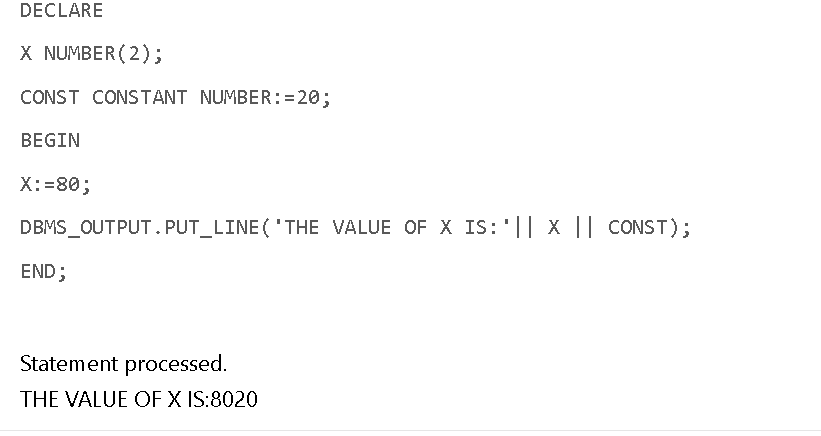 DECLARE
X NUMBER(2);
CONST CONSTANT NUMBER:=20;
BEGIN
X:=80;
DBMS_OUTPUT.PUT_LINE('THE VALUE OF X IS:'|| X || CONST);
END;
Statement processed.
THE VALUE OF X IS:8020